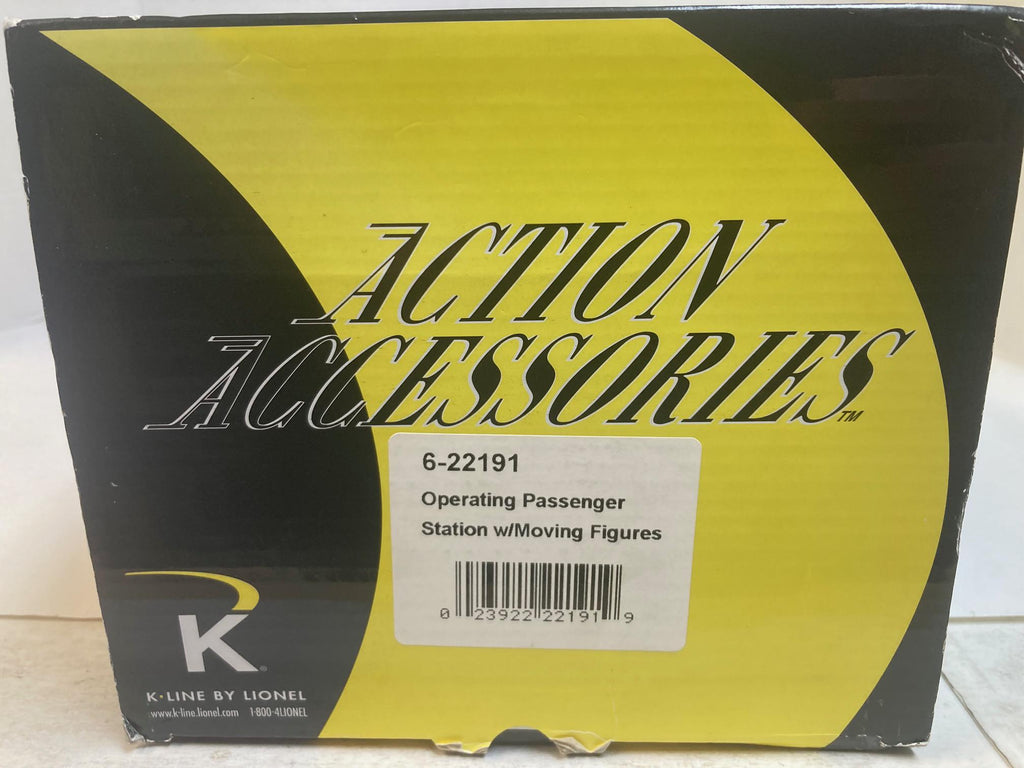 ACTION
ACCESSORIES™
6-22191
Operating Passenger
Station w/Moving Figures
0 23922 22191 9
K®
K·LINE BY LIONEL
www.k-line.lionel.com 1-800-4LIONEL